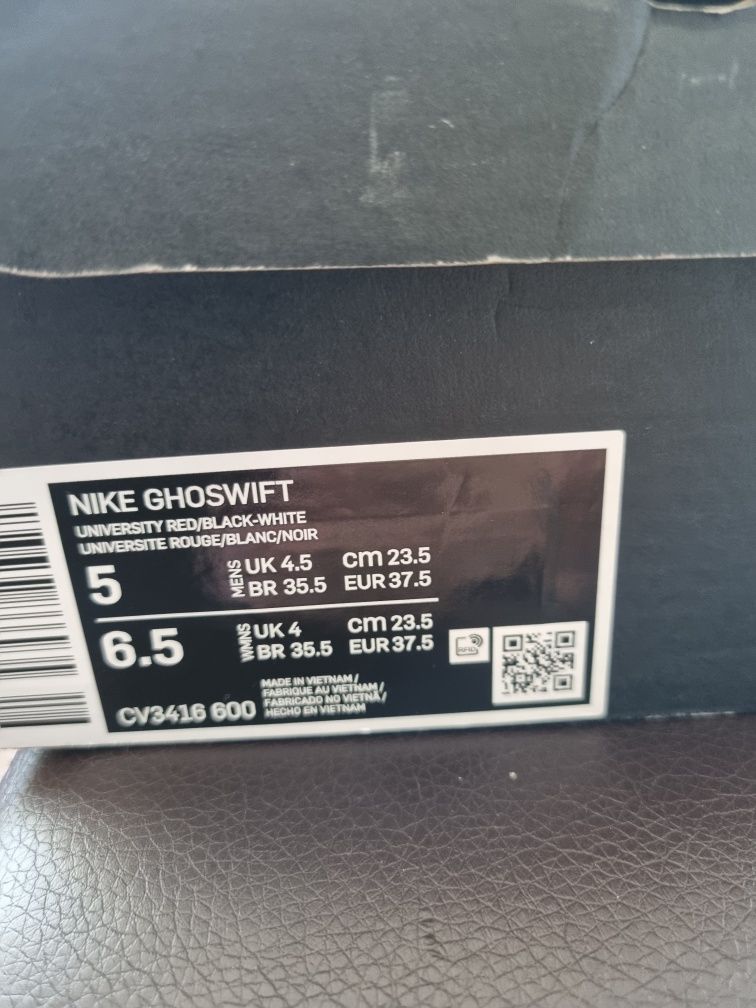 NIKE GHOSWIFT
UNIVERSITY RED/BLACK-WHITE
UNIVERSITE ROUGE/BLANC/NOIR
5 MENS UK 4.5 cm 23.5
BR 35.5 EUR 37.5
6.5 WMNS UK 4 cm 23.5
BR 35.5 EUR 37.5
RFID
MADE IN VIETNAM /
FABRIQUE AU VIETNAM /
FABRICADO NO VIETNÃ /
HECHO EN VIETNAM
CV3416 600